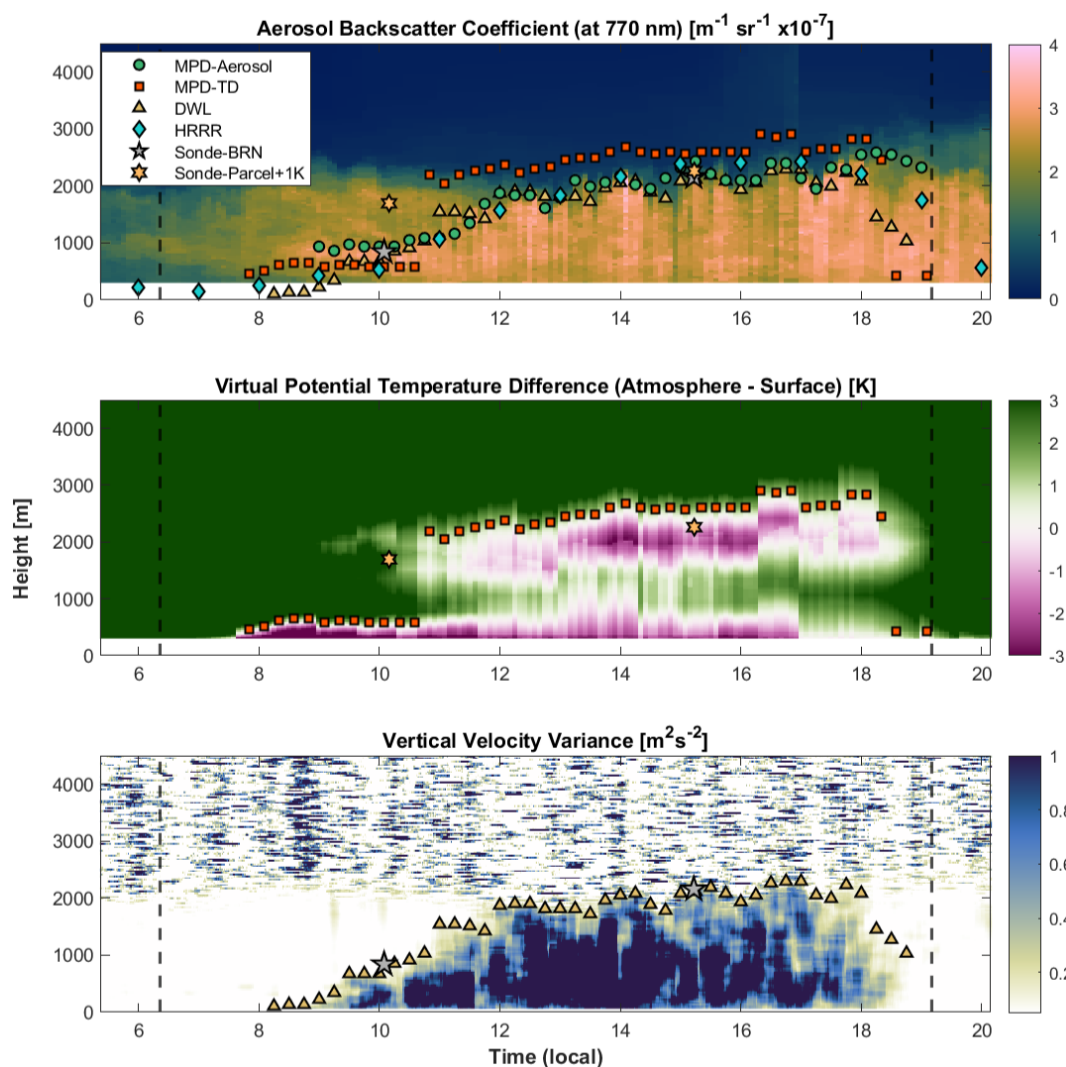 Aerosol Backscatter Coefficient (at 770 nm) [m-1 sr-1 x10-7]
4000
3000
2000
1000
0
MPD-Aerosol
MPD-TD
DWL
HRRR
Sonde-BRN
Sonde-Parcel+1K
4
3
2
1
0
6 8 10 12 14 16 18 20
Virtual Potential Temperature Difference (Atmosphere - Surface) [K]
Height [m]
4000
3000
2000
1000
0
3
2
1
0
-1
-2
-3
6 8 10 12 14 16 18 20
Vertical Velocity Variance [m2s-2]
4000
3000
2000
1000
0
1
0.8
0.6
0.4
0.2
6 8 10 12 14 16 18 20
Time (local)